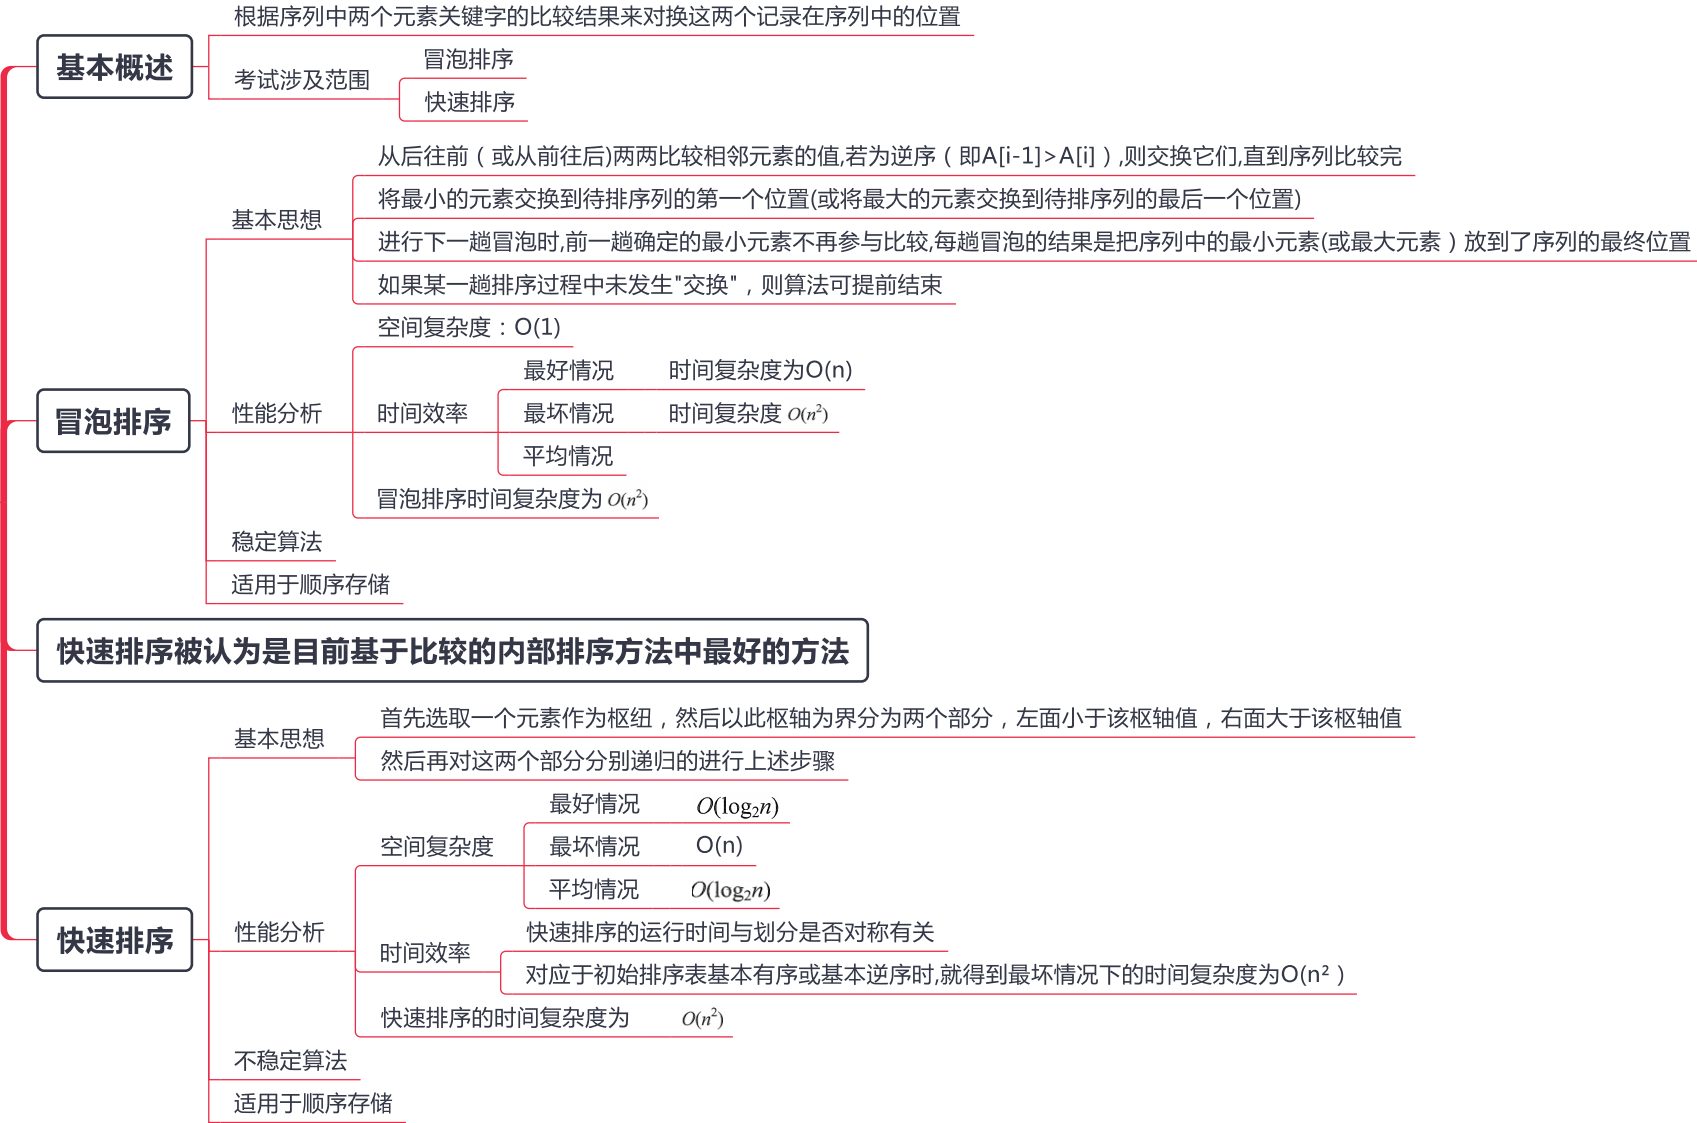 基本概述
根据序列中两个元素关键字的比较结果来对换这两个记录在序列中的位置
考试涉及范围
冒泡排序
快速排序
冒泡排序
基本思想
从后往前（或从前往后)两两比较相邻元素的值,若为逆序（即A[i-1]>A[i]）,则交换它们,直到序列比较完
将最小的元素交换到待排序列的第一个位置(或将最大的元素交换到待排序列的最后一个位置)
进行下一趟冒泡时,前一趟确定的最小元素不再参与比较,每趟冒泡的结果是把序列中的最小元素(或最大元素）放到了序列的最终位置
如果某一趟排序过程中未发生"交换"，则算法可提前结束
性能分析
空间复杂度：O(1)
时间效率
最好情况 时间复杂度为O(n)
最坏情况 时间复杂度 O(n²)
平均情况
冒泡排序时间复杂度为 O(n²)
稳定算法
适用于顺序存储
快速排序被认为是目前基于比较的内部排序方法中最好的方法
快速排序
基本思想
首先选取一个元素作为枢纽，然后以此枢轴为界分为两个部分，左面小于该枢轴值，右面大于该枢轴值
然后再对这两个部分分别递归的进行上述步骤
性能分析
空间复杂度
最好情况 O(log₂n)
最坏情况 O(n)
平均情况 O(log₂n)
时间效率
快速排序的运行时间与划分是否对称有关
对应于初始排序表基本有序或基本逆序时,就得到最坏情况下的时间复杂度为O(n²）
快速排序的时间复杂度为 O(n²)
不稳定算法
适用于顺序存储